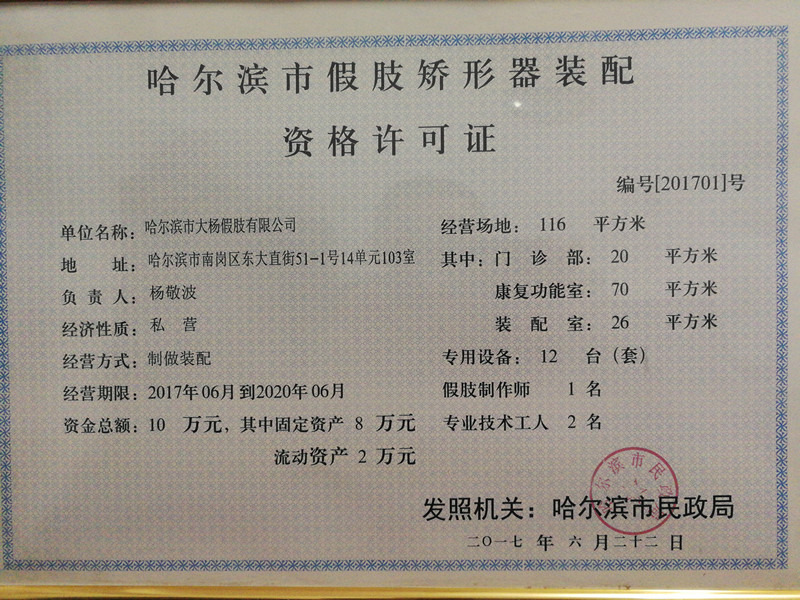 哈尔滨市假肢矫形器装配
资格许可证
编号[201701]号
单位名称：哈尔滨市大杨假肢有限公司
地 址：哈尔滨市南岗区东大直街51-1号14单元103室
负责人：杨敬波
经济性质：私 营
经营方式：制做装配
经营期限：2017年06月到2020年06月
资金总额：10 万元，其中固定资产 8 万元
流动资产 2 万元
经营场地： 116 平方米
其中：门 诊 部： 20 平方米
康复功能室： 70 平方米
装 配 室： 26 平方米
专用设备： 12 台（套）
假肢制作师 1 名
专业技术工人 2 名
发照机关：哈尔滨市民政局
二〇一七 年 六 月二十二 日